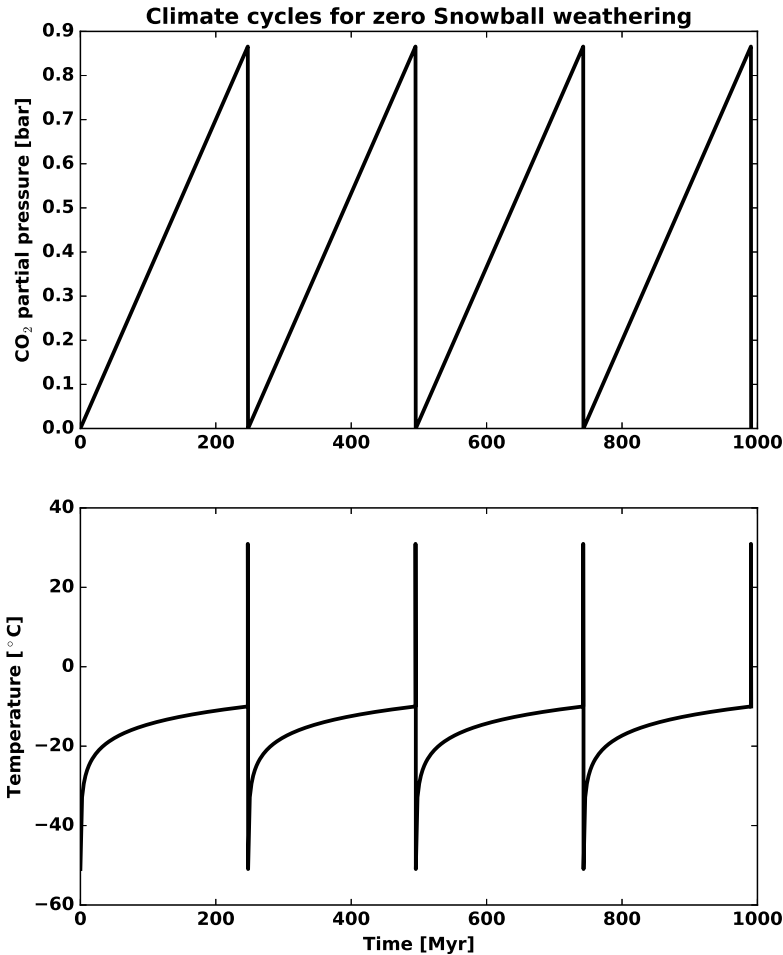 Climate cycles for zero Snowball weathering
CO₂ partial pressure [bar]
0.9
0.8
0.7
0.6
0.5
0.4
0.3
0.2
0.1
0.0
0 200 400 600 800 1000
Temperature [°C]
40
20
0
−20
−40
−60
0 200 400 600 800 1000
Time [Myr]